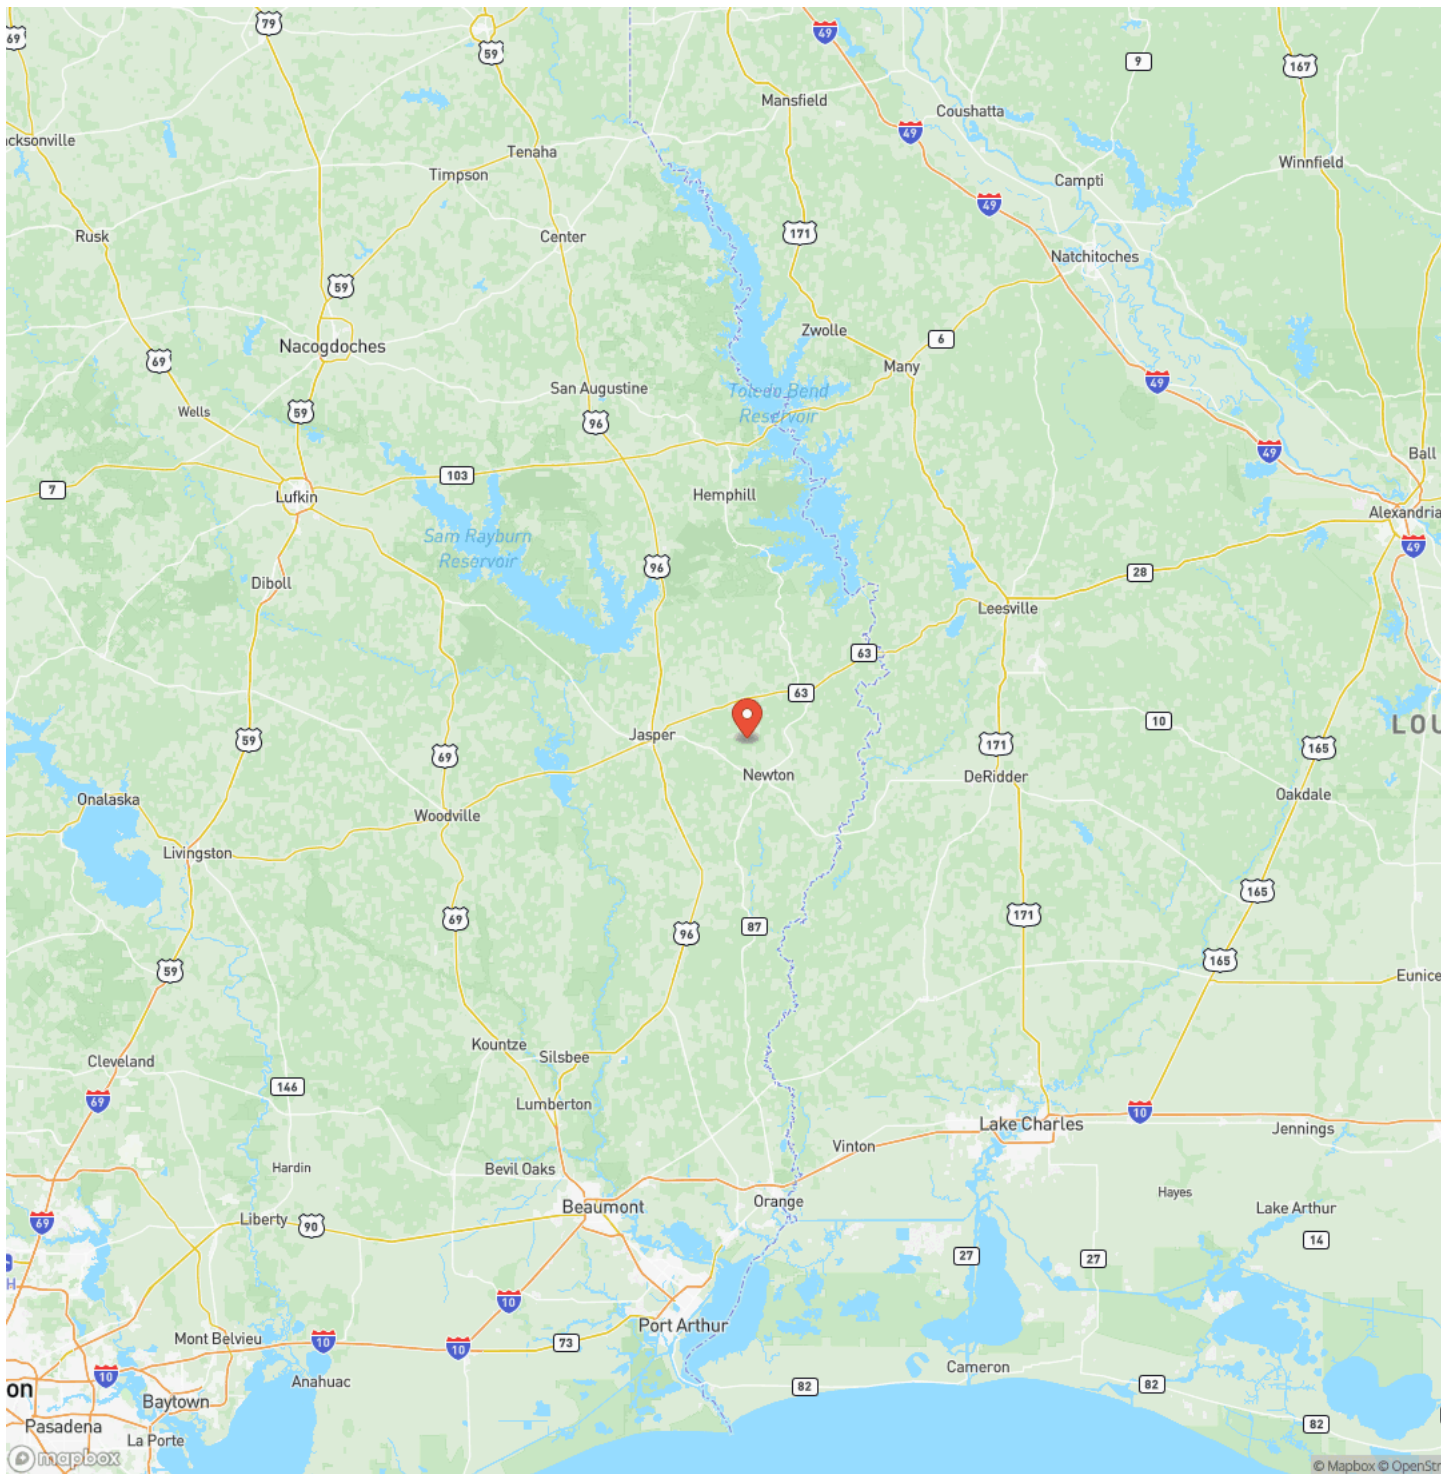 79
49
69
59
9
167
Mansfield
Coushatta
49
cksonville
Tenaha
Winnfield
Timpson
Campti
49
171
Rusk
Center
Natchitoches
59
Zwolle
6
Nacogdoches
69
Many
49
San Augustine
Toledo Bend
Reservoir
Wells
59
96
49
Ball
103
7
Hemphill
Lufkin
Alexandria
Sam Rayburn
Reservoir
49
96
28
Diboll
Leesville
63
63
10
LOU
Jasper
59
171
165
69
Newton
DeRidder
Oakdale
Onalaska
Woodville
Livingston
165
69
171
87
96
165
59
Eunice
Kountze
Silsbee
Cleveland
146
69
Lumberton
10
Lake Charles
Jennings
Vinton
Hardin
Bevil Oaks
Hayes
Orange
Beaumont
Lake Arthur
69
Liberty
90
14
27
27
H
10
Port Arthur
Mont Belvieu
10
73
10
Cameron
10
Anahuac
82
82
on
Baytown
Pasadena
82
La Porte
mapbox
© Mapbox © OpenStr